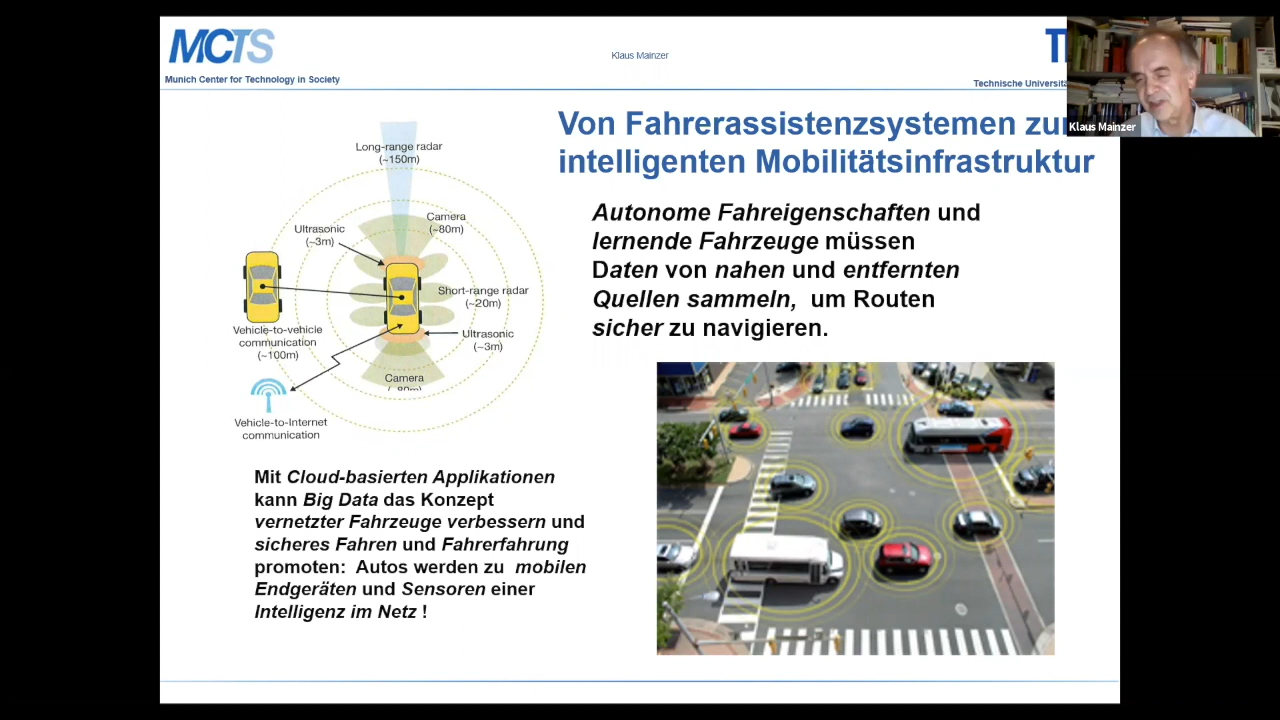 MCTS
Klaus Mainzer
Munich Center for Technology in Society
Technische Universitä
Klaus Mainzer
Von Fahrerassistenzsystemen zur
intelligenten Mobilitätsinfrastruktur
Long-range radar
(~150m)
Camera
(~80m)
Ultrasonic
(~3m)
Short-range radar
(~20m)
Vehicle-to-vehicle
communication
(~100m)
Ultrasonic
(~3m)
Camera
(~80m)
Vehicle-to-Internet
communication
Autonome Fahreigenschaften und
lernende Fahrzeuge müssen
Daten von nahen und entfernten
Quellen sammeln, um Routen
sicher zu navigieren.
Mit Cloud-basierten Applikationen
kann Big Data das Konzept
vernetzter Fahrzeuge verbessern und
sicheres Fahren und Fahrerfahrung
promoten: Autos werden zu mobilen
Endgeräten und Sensoren einer
Intelligenz im Netz !